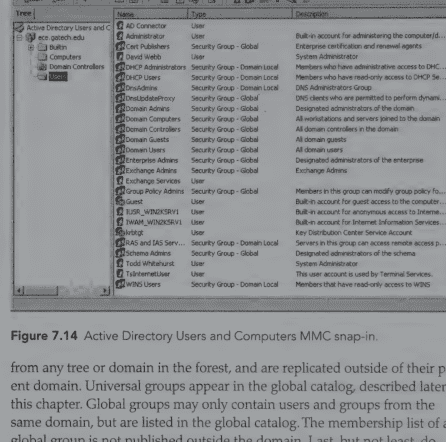 Tree
Name Type Description
Active Directory Users and C
ece.gatech.edu
Builtin
Computers
Domain Controllers
User
AD Connector User
Administrator User Built-in account for administering the computer/d...
Cert Publishers Security Group - Global Enterprise certification and renewal agents
David Webb User System Administrator
DHCP Administrators Security Group - Domain Local Members who have administrative access to DHC...
DHCP Users Security Group - Domain Local Members who have read-only access to DHCP Se...
DnsAdmins Security Group - Domain Local DNS Administrators Group
DnsUpdateProxy Security Group - Global DNS clients who are permitted to perform dynami...
Domain Admins Security Group - Global Designated administrators of the domain
Domain Computers Security Group - Global All workstations and servers joined to the domain
Domain Controllers Security Group - Global All domain controllers in the domain
Domain Guests Security Group - Global All domain guests
Domain Users Security Group - Global All domain users
Enterprise Admins Security Group - Global Designated administrators of the enterprise
Exchange Admins Security Group - Global Exchange Admins
Exchange Services User
Group Policy Admins Security Group - Global Members in this group can modify group policy fo...
Guest User Built-in account for guest access to the computer...
IUSR_WIN2KSRV1 User Built-in account for anonymous access to Interne...
IWAM_WIN2KSRV1 User Built-in account for Internet Information Services...
krbtgt User Key Distribution Center Service Account
RAS and IAS Serv... Security Group - Domain Local Servers in this group can access remote access p...
Schema Admins Security Group - Global Designated administrators of the schema
Todd Whitehurst User System Administrator
TsInternetUser User This user account is used by Terminal Services.
WINS Users Security Group - Domain Local Members that have read-only access to WINS
Figure 7.14 Active Directory Users and Computers MMC snap-in.
from any tree or domain in the forest, and are replicated outside of their p
ent domain. Universal groups appear in the global catalog, described later
this chapter. Global groups may only contain users and groups from the
same domain, but are listed in the global catalog. The membership list of a
global group is not published outside the domain. Last, but not least, do